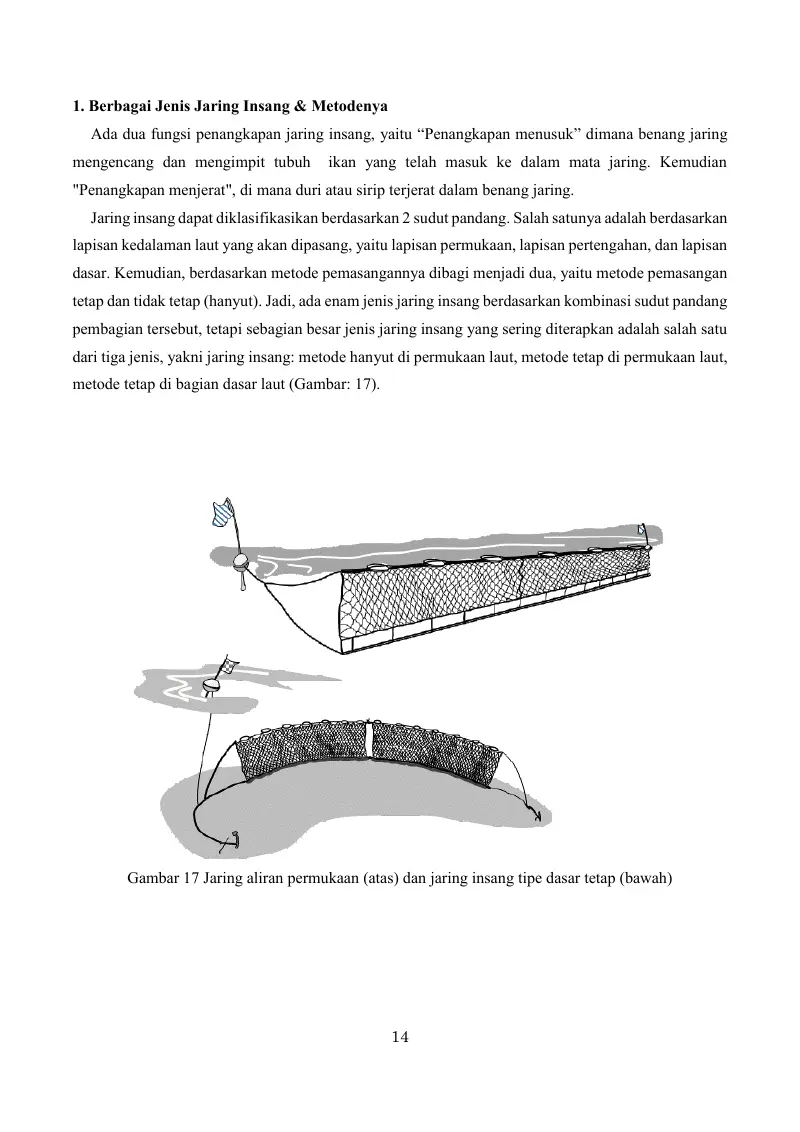 1. Berbagai Jenis Jaring Insang & Metodenya
Ada dua fungsi penangkapan jaring insang, yaitu “Penangkapan menusuk” dimana benang jaring
mengencang dan mengimpit tubuh ikan yang telah masuk ke dalam mata jaring. Kemudian
"Penangkapan menjerat", di mana duri atau sirip terjerat dalam benang jaring.
Jaring insang dapat diklasifikasikan berdasarkan 2 sudut pandang. Salah satunya adalah berdasarkan
lapisan kedalaman laut yang akan dipasang, yaitu lapisan permukaan, lapisan pertengahan, dan lapisan
dasar. Kemudian, berdasarkan metode pemasangannya dibagi menjadi dua, yaitu metode pemasangan
tetap dan tidak tetap (hanyut). Jadi, ada enam jenis jaring insang berdasarkan kombinasi sudut pandang
pembagian tersebut, tetapi sebagian besar jenis jaring insang yang sering diterapkan adalah salah satu
dari tiga jenis, yakni jaring insang: metode hanyut di permukaan laut, metode tetap di permukaan laut,
metode tetap di bagian dasar laut (Gambar: 17).
Gambar 17 Jaring aliran permukaan (atas) dan jaring insang tipe dasar tetap (bawah)
14